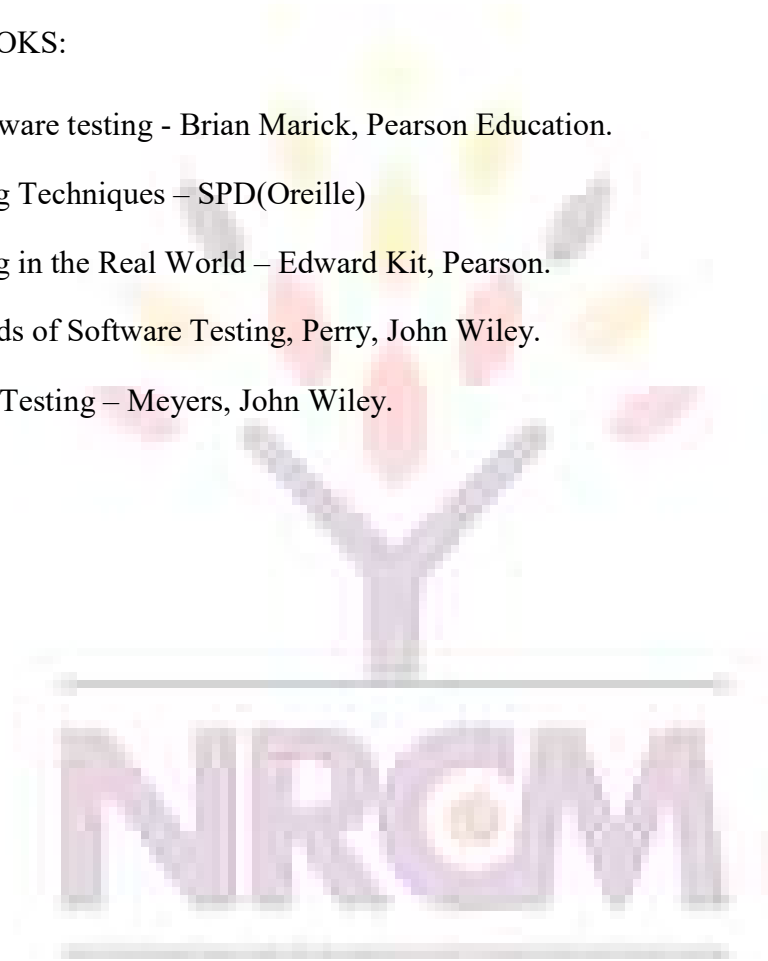 OKS:
ware testing - Brian Marick, Pearson Education.
g Techniques – SPD(Oreille)
g in the Real World – Edward Kit, Pearson.
ds of Software Testing, Perry, John Wiley.
Testing – Meyers, John Wiley.
NRCM